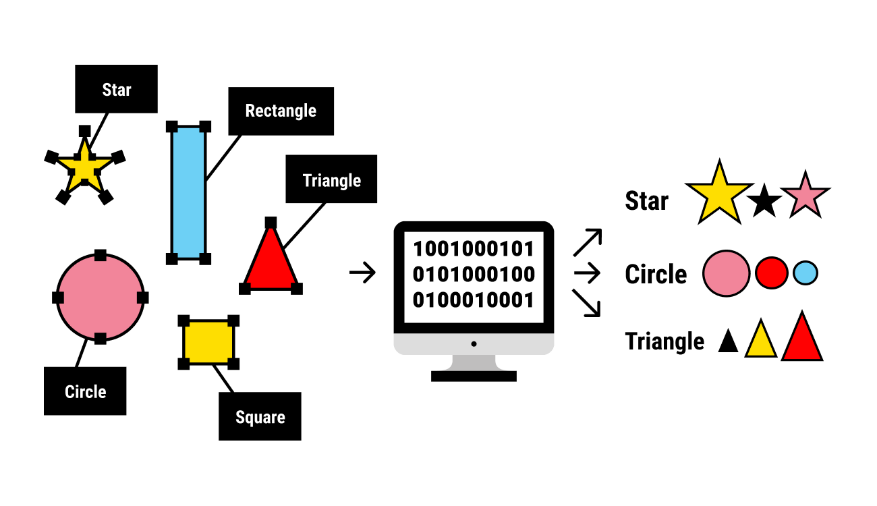 Star
Rectangle
Triangle
Circle
Square
1001000101
0101000100
0100010001
Star
Circle
Triangle